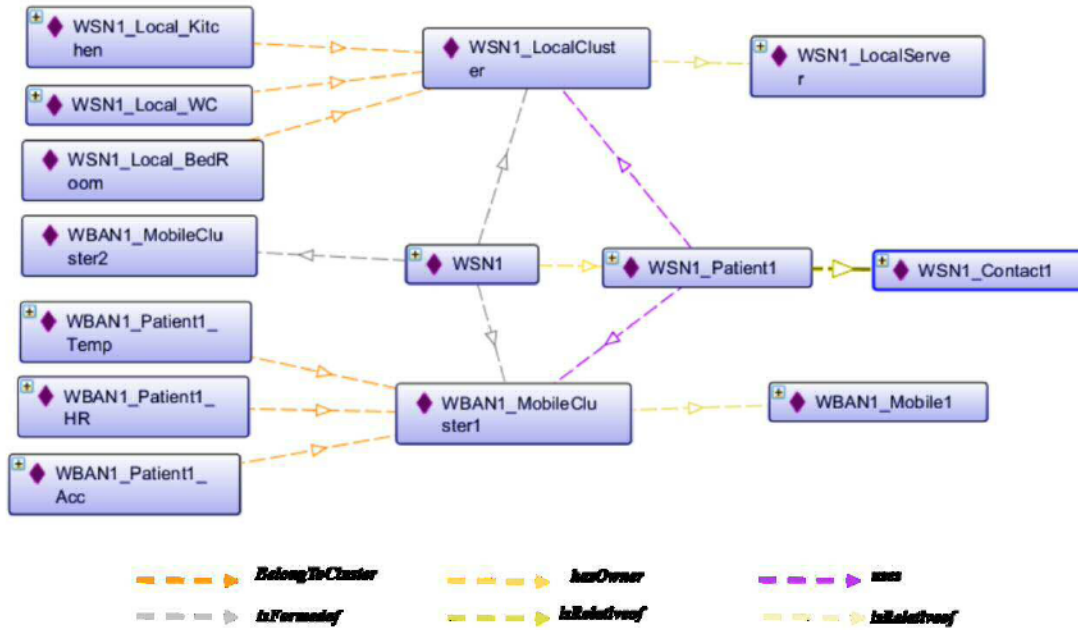 WSN1_Local_Kitc
hen
WSN1_LocalClust
er
WSN1_LocalServe
r
WSN1_Local_WC
WSN1_Local_BedR
oom
WBAN1_MobileClu
ster2
WSN1
WSN1_Patient1
WSN1_Contact1
WBAN1_Patient1_
Temp
WBAN1_Patient1_
HR
WBAN1_MobileClu
ster1
WBAN1_Mobile1
WBAN1_Patient1_
Acc
BelongToCluster
hasOwner
uses
isFormedof
isRelativeof
isRelativeof